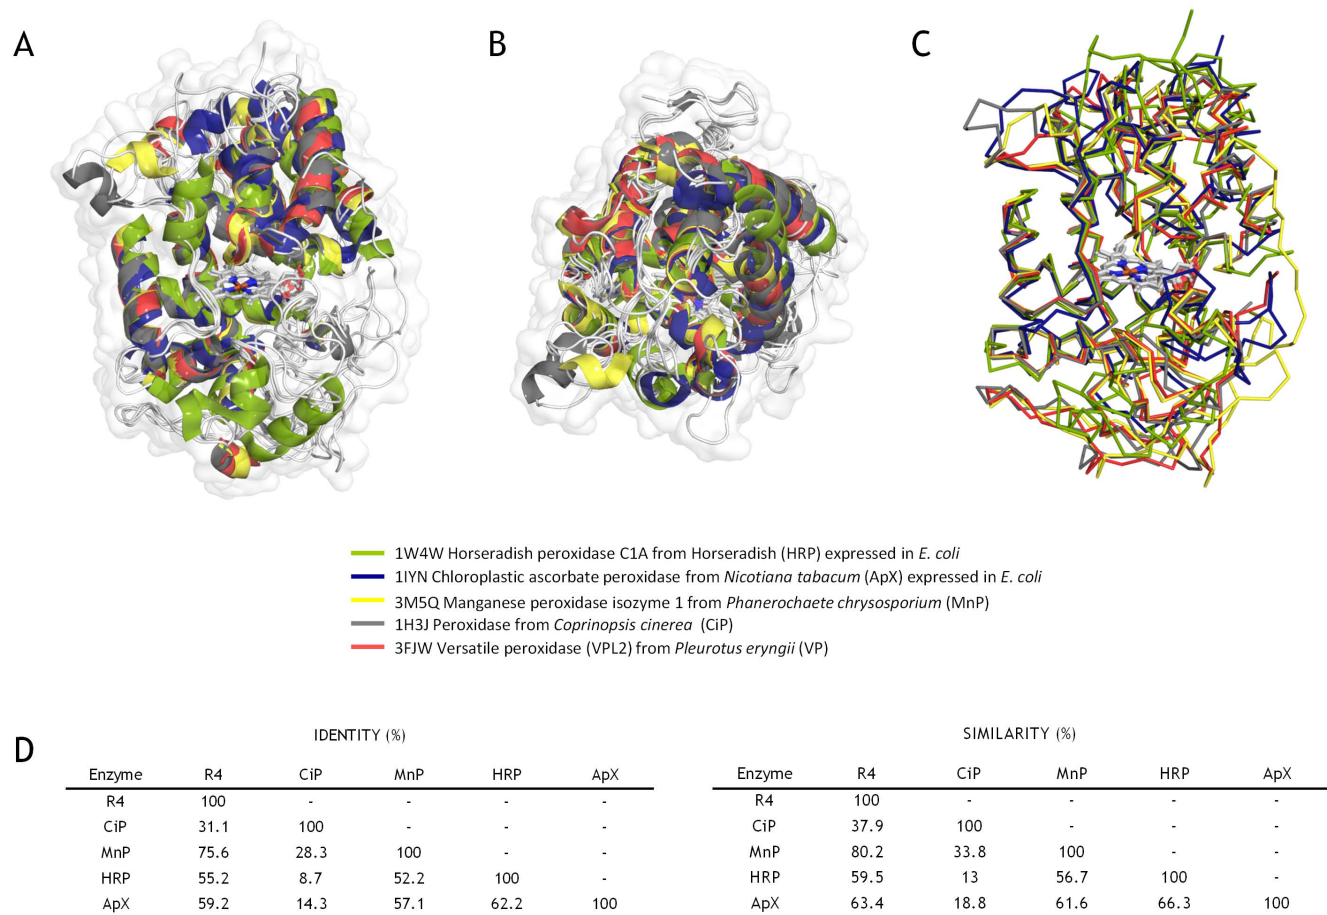 A
B
C
1W4W Horseradish peroxidase C1A from Horseradish (HRP) expressed in E. coli
1IYN Chloroplastic ascorbate peroxidase from Nicotiana tabacum (ApX) expressed in E. coli
3M5Q Manganese peroxidase isozyme 1 from Phanerochaete chrysosporium (MnP)
1H3J Peroxidase from Coprinopsis cinerea (CiP)
3FJW Versatile peroxidase (VPL2) from Pleurotus eryngii (VP)
D
IDENTITY (%)
Enzyme R4 CiP MnP HRP ApX
R4 100 - - - -
CiP 31.1 100 - - -
MnP 75.6 28.3 100 - -
HRP 55.2 8.7 52.2 100 -
ApX 59.2 14.3 57.1 62.2 100
SIMILARITY (%)
Enzyme R4 CiP MnP HRP ApX
R4 100 - - - -
CiP 37.9 100 - - -
MnP 80.2 33.8 100 - -
HRP 59.5 13 56.7 100 -
ApX 63.4 18.8 61.6 66.3 100